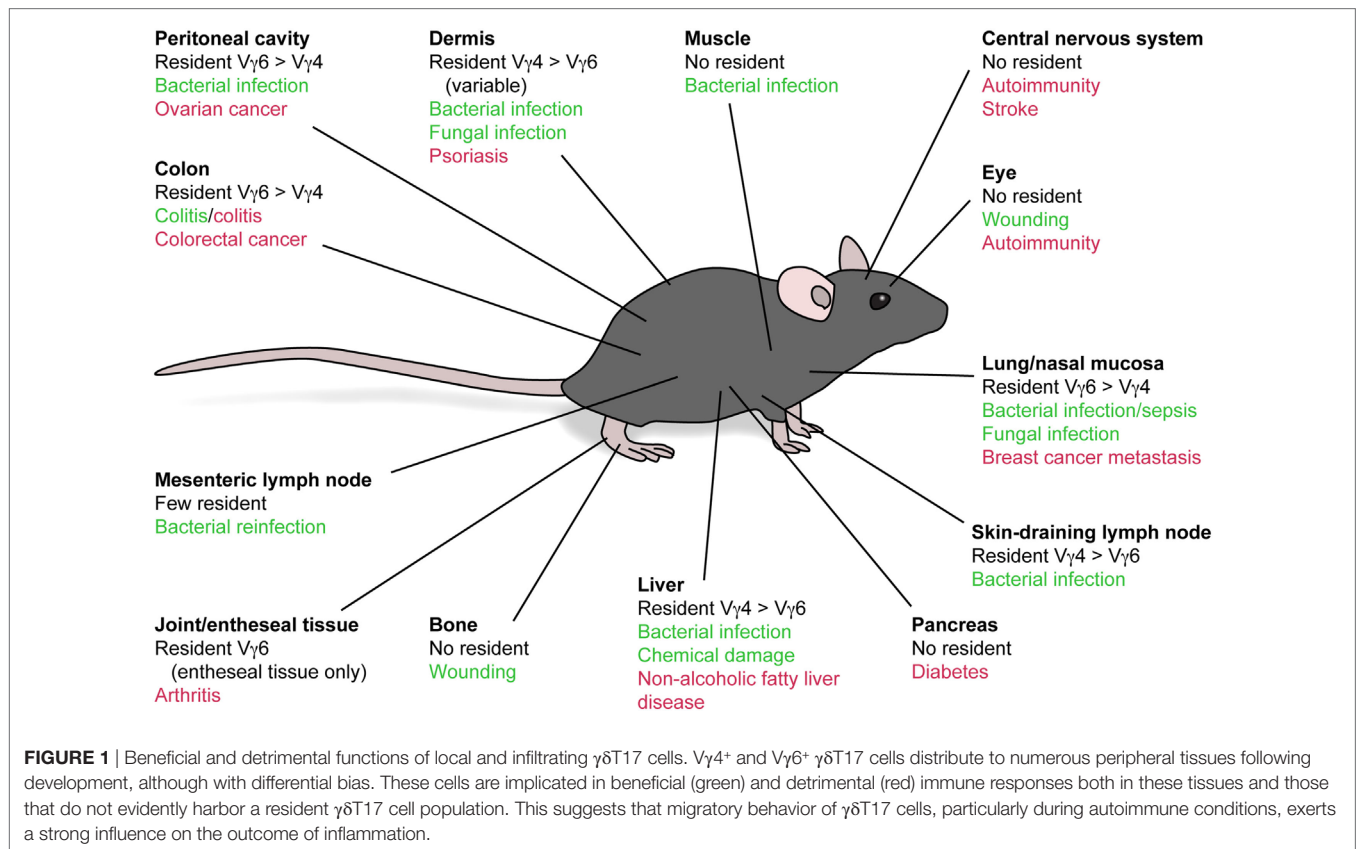 Peritoneal cavity
Resident Vγ6 > Vγ4
Bacterial infection
Ovarian cancer
Dermis
Resident Vγ4 > Vγ6
(variable)
Bacterial infection
Fungal infection
Psoriasis
Muscle
No resident
Bacterial infection
Central nervous system
No resident
Autoimmunity
Stroke
Colon
Resident Vγ6 > Vγ4
Colitis/colitis
Colorectal cancer
Eye
No resident
Wounding
Autoimmunity
Lung/nasal mucosa
Resident Vγ6 > Vγ4
Bacterial infection/sepsis
Fungal infection
Breast cancer metastasis
Mesenteric lymph node
Few resident
Bacterial reinfection
Skin-draining lymph node
Resident Vγ4 > Vγ6
Bacterial infection
Joint/entheseal tissue
Resident Vγ6
(entheseal tissue only)
Arthritis
Bone
No resident
Wounding
Liver
Resident Vγ4 > Vγ6
Bacterial infection
Chemical damage
Non-alcoholic fatty liver
disease
Pancreas
No resident
Diabetes
FIGURE 1 | Beneficial and detrimental functions of local and infiltrating γδT17 cells. Vγ4⁺ and Vγ6⁺ γδT17 cells distribute to numerous peripheral tissues following
development, although with differential bias. These cells are implicated in beneficial (green) and detrimental (red) immune responses both in these tissues and those
that do not evidently harbor a resident γδT17 cell population. This suggests that migratory behavior of γδT17 cells, particularly during autoimmune conditions, exerts
a strong influence on the outcome of inflammation.